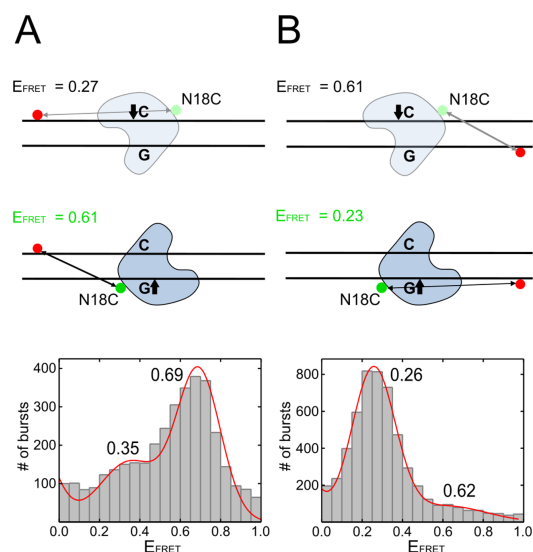 A
B
EFRET = 0.27
N18C
C
G
EFRET = 0.61
N18C
C
G
EFRET = 0.61
C
N18C
G
EFRET = 0.23
C
N18C
G
400
300
200
100
# of bursts
0.69
0.35
0.0 0.2 0.4 0.6 0.8 1.0
EFRET
800
600
400
200
# of bursts
0.26
0.62
0.0 0.2 0.4 0.6 0.8 1.0
EFRET